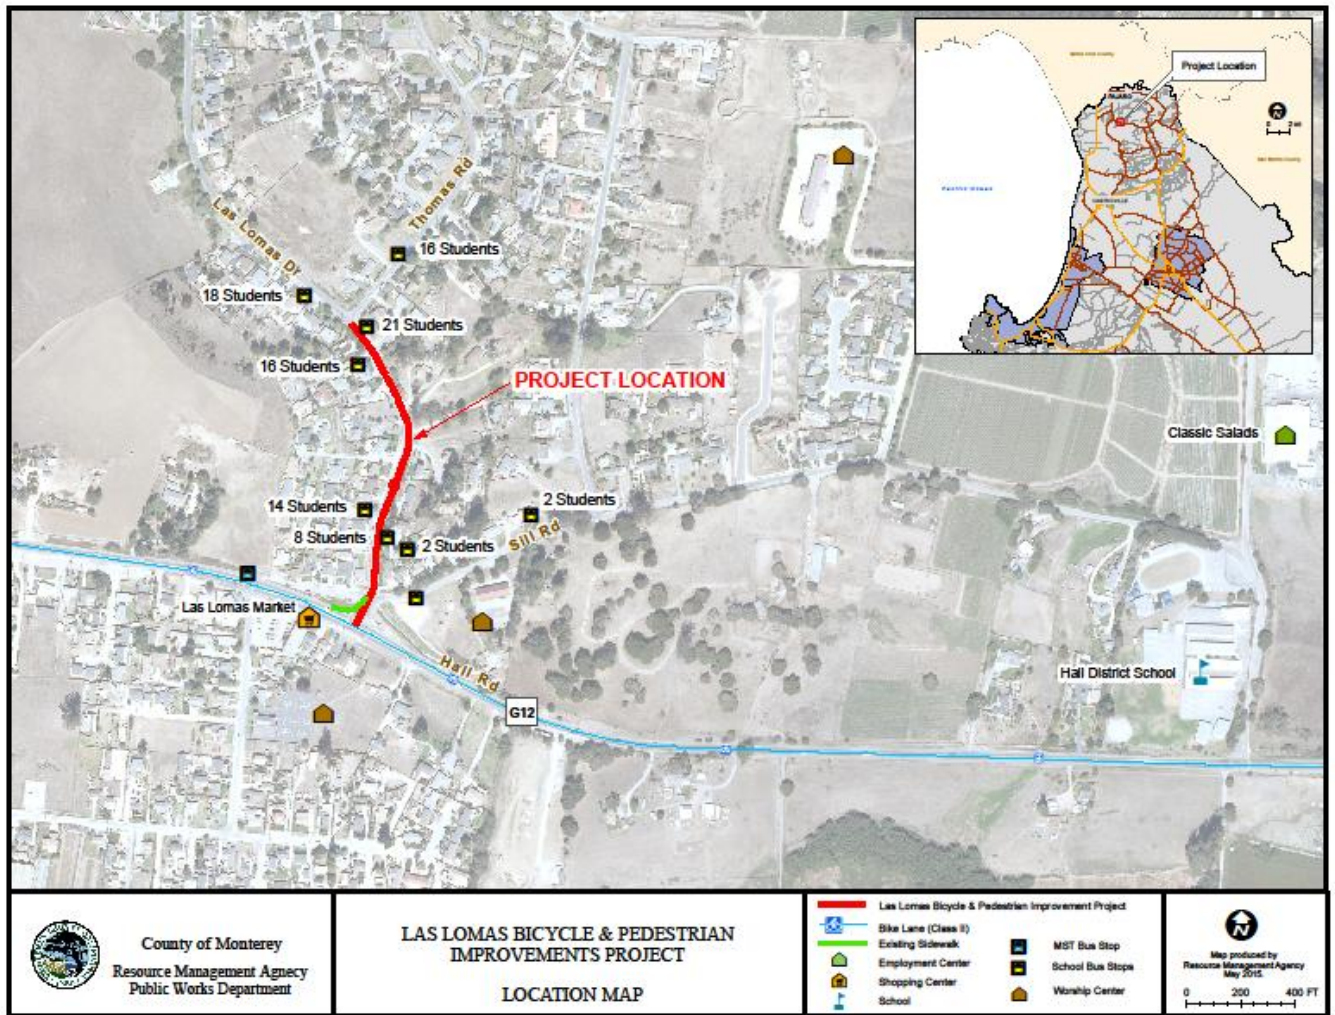 Project Location
PACIFIC OCEAN
Las Lomas Dr
Thomas Rd
16 Students
18 Students
21 Students
16 Students
PROJECT LOCATION
Classic Salads
14 Students
2 Students
8 Students
2 Students
Sill Rd
Las Lomas Market
Hall Rd
Hall District School
G12
County of Monterey
Resource Management Agnecy
Public Works Department
LAS LOMAS BICYCLE & PEDESTRIAN
IMPROVEMENTS PROJECT
LOCATION MAP
Las Lomas Bicycle & Pedestrian Improvement Project
Bike Lane (Class II)
Existing Sidewalk
Employment Center
Shopping Center
School
MST Bus Stop
School Bus Stops
Worship Center
Map produced by
Resource Management Agency
May 2015.
0 200 400 FT